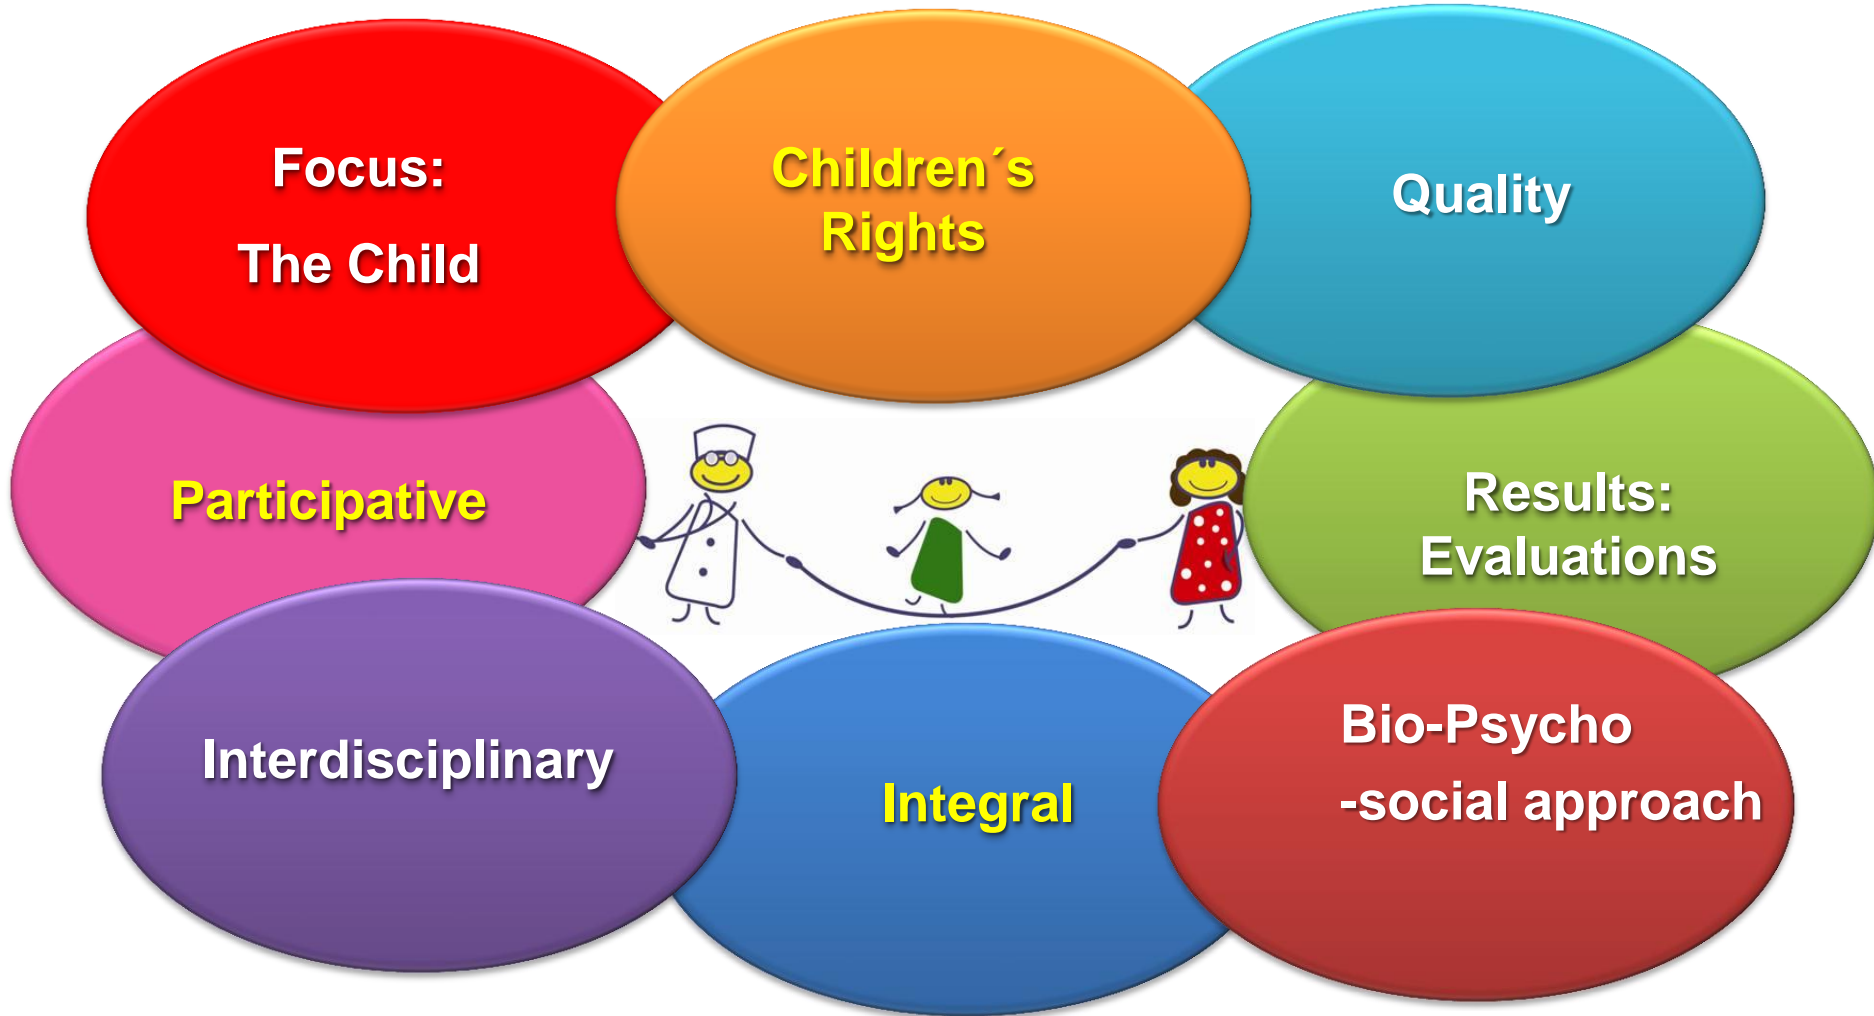 Focus:
The Child
Children´s
Rights
Quality
Participative
Results:
Evaluations
Interdisciplinary
Integral
Bio-Psycho
-social approach